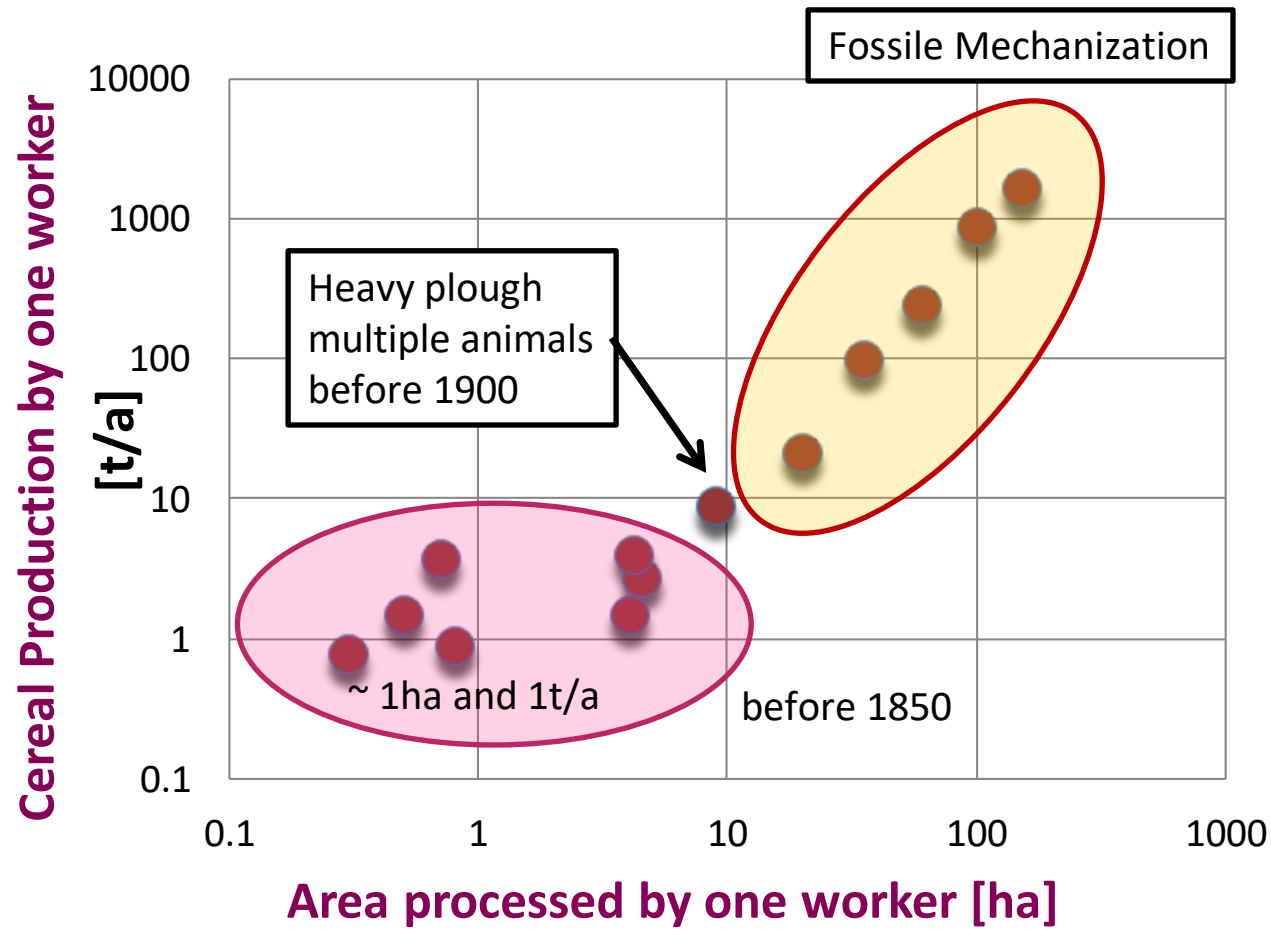 Fossile Mechanization
Cereal Production by one worker
[t/a]
10000
1000
100
10
1
0.1
Heavy plough
multiple animals
before 1900
~ 1ha and 1t/a
before 1850
0.1
1
10
100
1000
Area processed by one worker [ha]